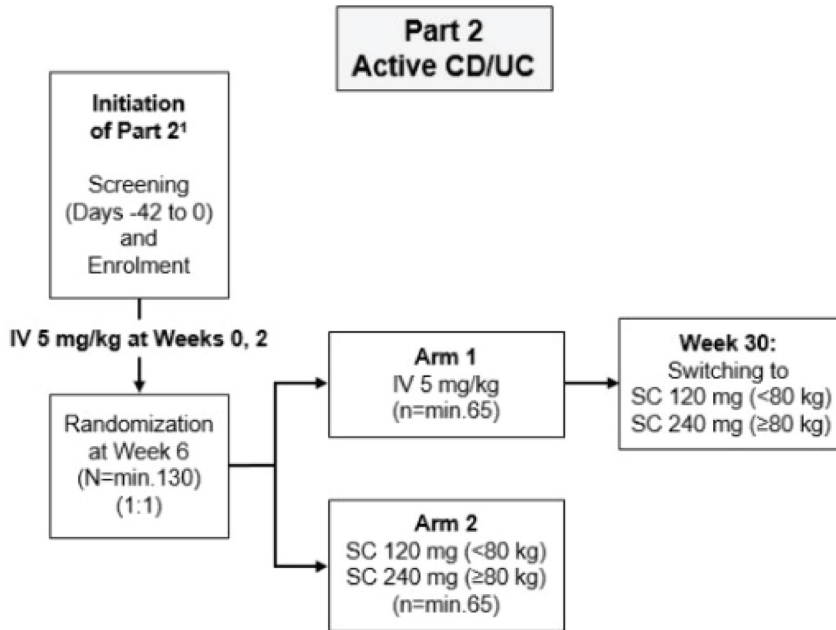 Part 2
Active CD/UC
Initiation
of Part 2¹
Screening
(Days -42 to 0)
and
Enrolment
IV 5 mg/kg at Weeks 0, 2
Randomization
at Week 6
(N=min.130)
(1:1)
Arm 1
IV 5 mg/kg
(n=min.65)
Week 30:
Switching to
SC 120 mg (<80 kg)
SC 240 mg (≥80 kg)
Arm 2
SC 120 mg (<80 kg)
SC 240 mg (≥80 kg)
(n=min.65)